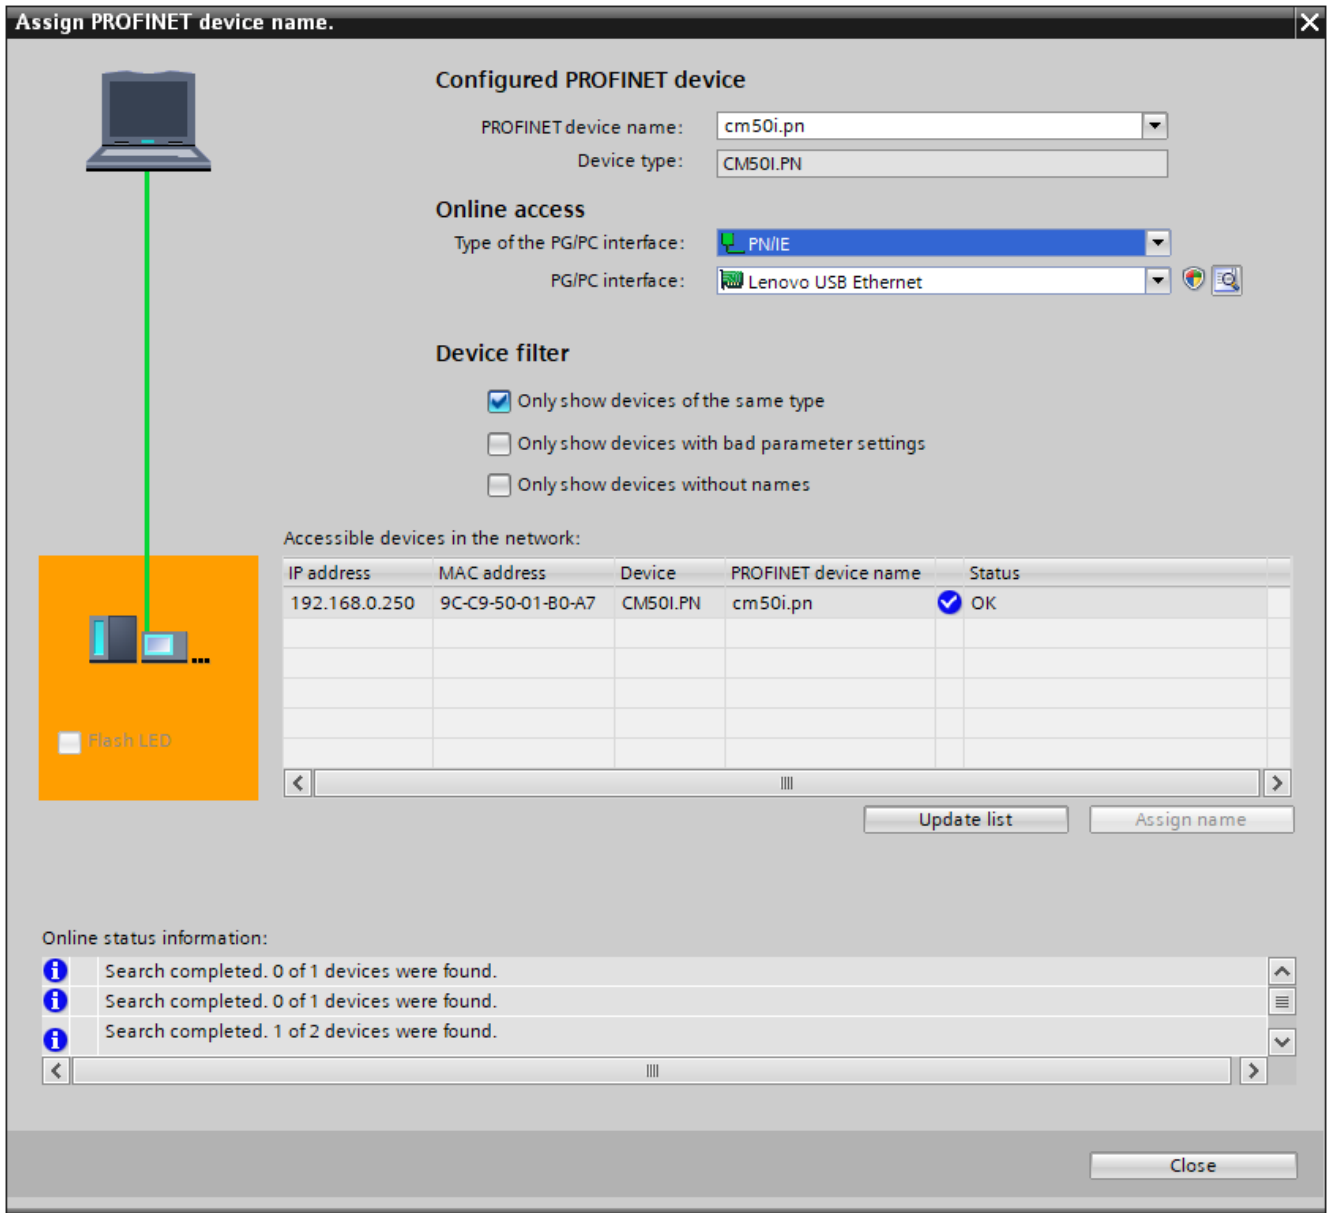 Assign PROFINET device name.
Configured PROFINET device
PROFINET device name: cm50i.pn
Device type: CM50I.PN
Online access
Type of the PG/PC interface: PN/IE
PG/PC interface: Lenovo USB Ethernet
Device filter
Only show devices of the same type
Only show devices with bad parameter settings
Only show devices without names
Accessible devices in the network:
IP address MAC address Device PROFINET device name Status
192.168.0.250 9C-C9-50-01-B0-A7 CM50I.PN cm50i.pn OK
Flash LED
Update list Assign name
Online status information:
Search completed. 0 of 1 devices were found.
Search completed. 0 of 1 devices were found.
Search completed. 1 of 2 devices were found.
Close